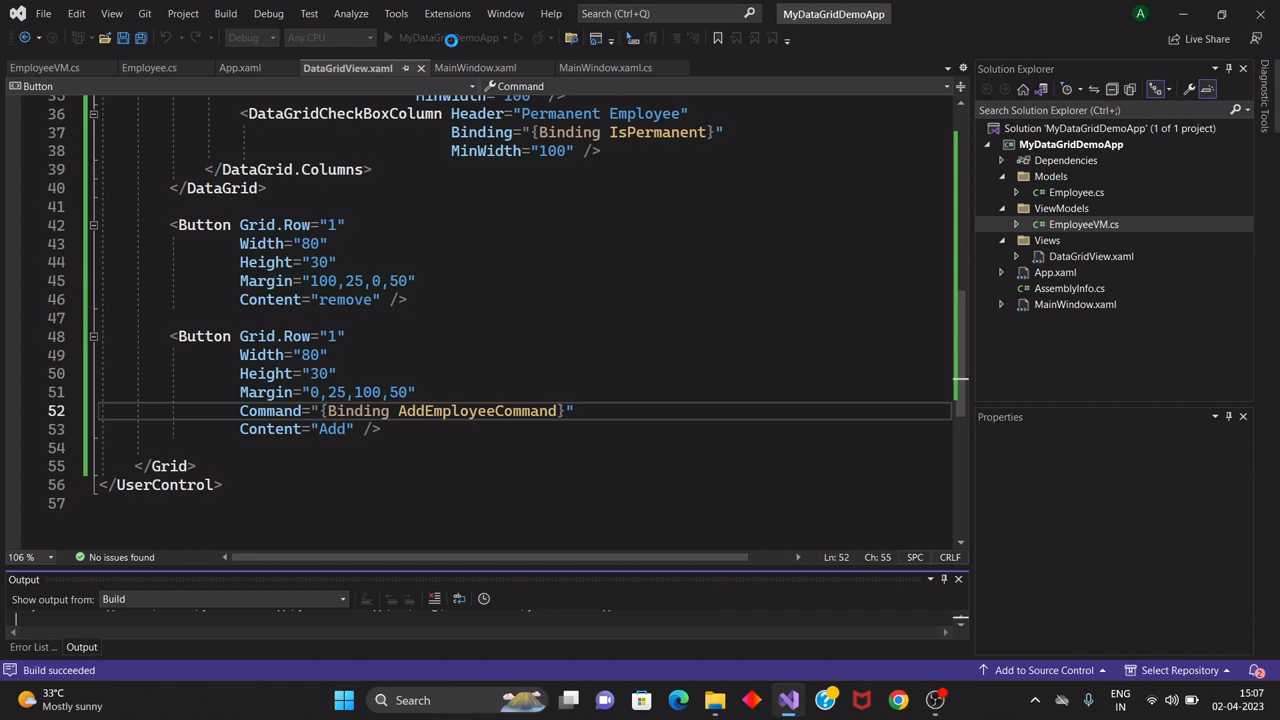 File Edit View Git Project Build Debug Test Analyze Tools Extensions Window Help Search (Ctrl+Q) MyDataGridDemoApp A
Debug Any CPU MyDataGridDemoApp Live Share
EmployeeVM.cs Employee.cs App.xaml DataGridView.xaml MainWindow.xaml MainWindow.xaml.cs
Button Command
MinWidth="100" />
36 <DataGridCheckBoxColumn Header="Permanent Employee"
37 Binding="{Binding IsPermanent}"
38 MinWidth="100" />
39 </DataGrid.Columns>
40 </DataGrid>
41
42 <Button Grid.Row="1"
43 Width="80"
44 Height="30"
45 Margin="100,25,0,50"
46 Content="remove" />
47
48 <Button Grid.Row="1"
49 Width="80"
50 Height="30"
51 Margin="0,25,100,50"
52 Command="{Binding AddEmployeeCommand}"
53 Content="Add" />
54
55 </Grid>
56 </UserControl>
57
106 % No issues found Ln: 52 Ch: 55 SPC CRLF
Output
Show output from: Build
Error List ... Output
Solution Explorer
Search Solution Explorer (Ctrl+;)
Solution 'MyDataGridDemoApp' (1 of 1 project)
MyDataGridDemoApp
Dependencies
Models
Employee.cs
ViewModels
EmployeeVM.cs
Views
DataGridView.xaml
App.xaml
AssemblyInfo.cs
MainWindow.xaml
Properties
Diagnostic Tools
Build succeeded Add to Source Control Select Repository 2
33°C
Mostly sunny
Search
ENG
IN
15:07
02-04-2023